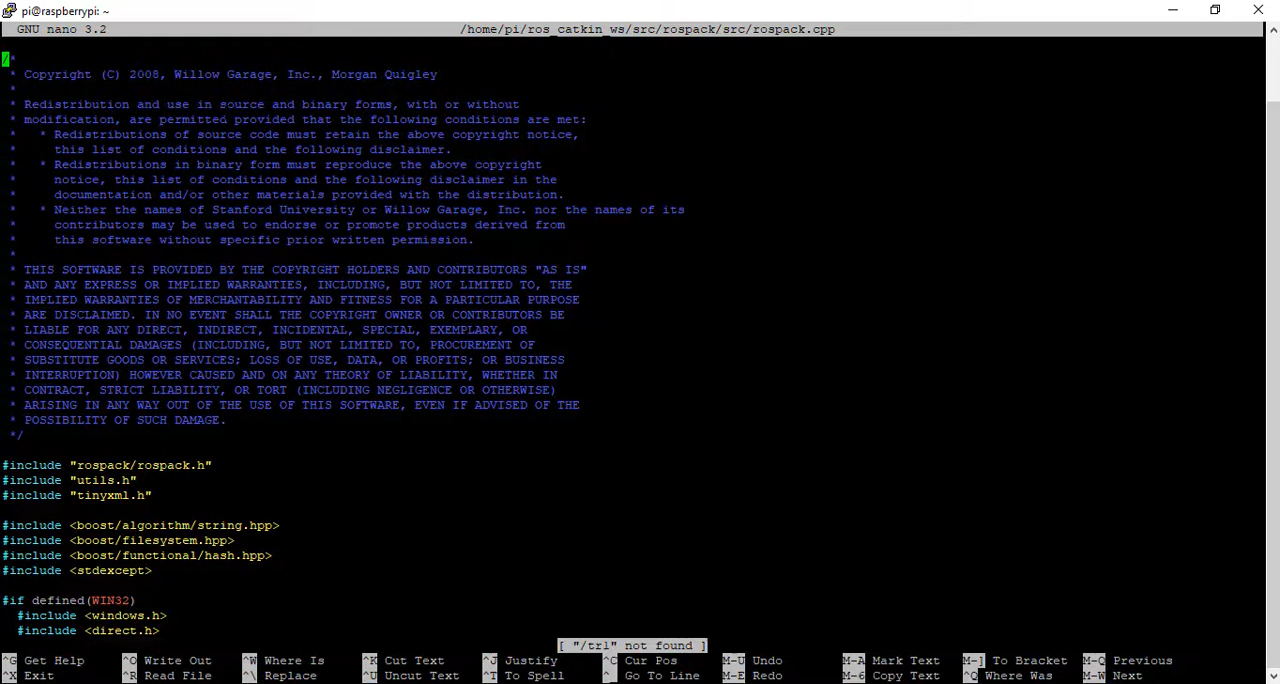 pi@raspberrypi: ~
GNU nano 3.2 /home/pi/ros_catkin_ws/src/rospack/src/rospack.cpp
/*
* Copyright (C) 2008, Willow Garage, Inc., Morgan Quigley
*
* Redistribution and use in source and binary forms, with or without
* modification, are permitted provided that the following conditions are met:
*   * Redistributions of source code must retain the above copyright notice,
*     this list of conditions and the following disclaimer.
*   * Redistributions in binary form must reproduce the above copyright
*     notice, this list of conditions and the following disclaimer in the
*     documentation and/or other materials provided with the distribution.
*   * Neither the names of Stanford University or Willow Garage, Inc. nor the names of its
*     contributors may be used to endorse or promote products derived from
*     this software without specific prior written permission.
*
* THIS SOFTWARE IS PROVIDED BY THE COPYRIGHT HOLDERS AND CONTRIBUTORS "AS IS"
* AND ANY EXPRESS OR IMPLIED WARRANTIES, INCLUDING, BUT NOT LIMITED TO, THE
* IMPLIED WARRANTIES OF MERCHANTABILITY AND FITNESS FOR A PARTICULAR PURPOSE
* ARE DISCLAIMED. IN NO EVENT SHALL THE COPYRIGHT OWNER OR CONTRIBUTORS BE
* LIABLE FOR ANY DIRECT, INDIRECT, INCIDENTAL, SPECIAL, EXEMPLARY, OR
* CONSEQUENTIAL DAMAGES (INCLUDING, BUT NOT LIMITED TO, PROCUREMENT OF
* SUBSTITUTE GOODS OR SERVICES; LOSS OF USE, DATA, OR PROFITS; OR BUSINESS
* INTERRUPTION) HOWEVER CAUSED AND ON ANY THEORY OF LIABILITY, WHETHER IN
* CONTRACT, STRICT LIABILITY, OR TORT (INCLUDING NEGLIGENCE OR OTHERWISE)
* ARISING IN ANY WAY OUT OF THE USE OF THIS SOFTWARE, EVEN IF ADVISED OF THE
* POSSIBILITY OF SUCH DAMAGE.
*/
#include "rospack/rospack.h"
#include "utils.h"
#include "tinyxml.h"
#include <boost/algorithm/string.hpp>
#include <boost/filesystem.hpp>
#include <boost/functional/hash.hpp>
#include <stdexcept>
#if defined(WIN32)
#include <windows.h>
#include <direct.h>
[ "/trl" not found ]
^G Get Help ^O Write Out ^W Where Is ^K Cut Text ^J Justify ^C Cur Pos M-U Undo M-A Mark Text M-] To Bracket M-Q Previous
^X Exit ^R Read File ^\ Replace ^U Uncut Text ^T To Spell ^_ Go To Line M-E Redo M-6 Copy Text ^Q Where Was M-W Next